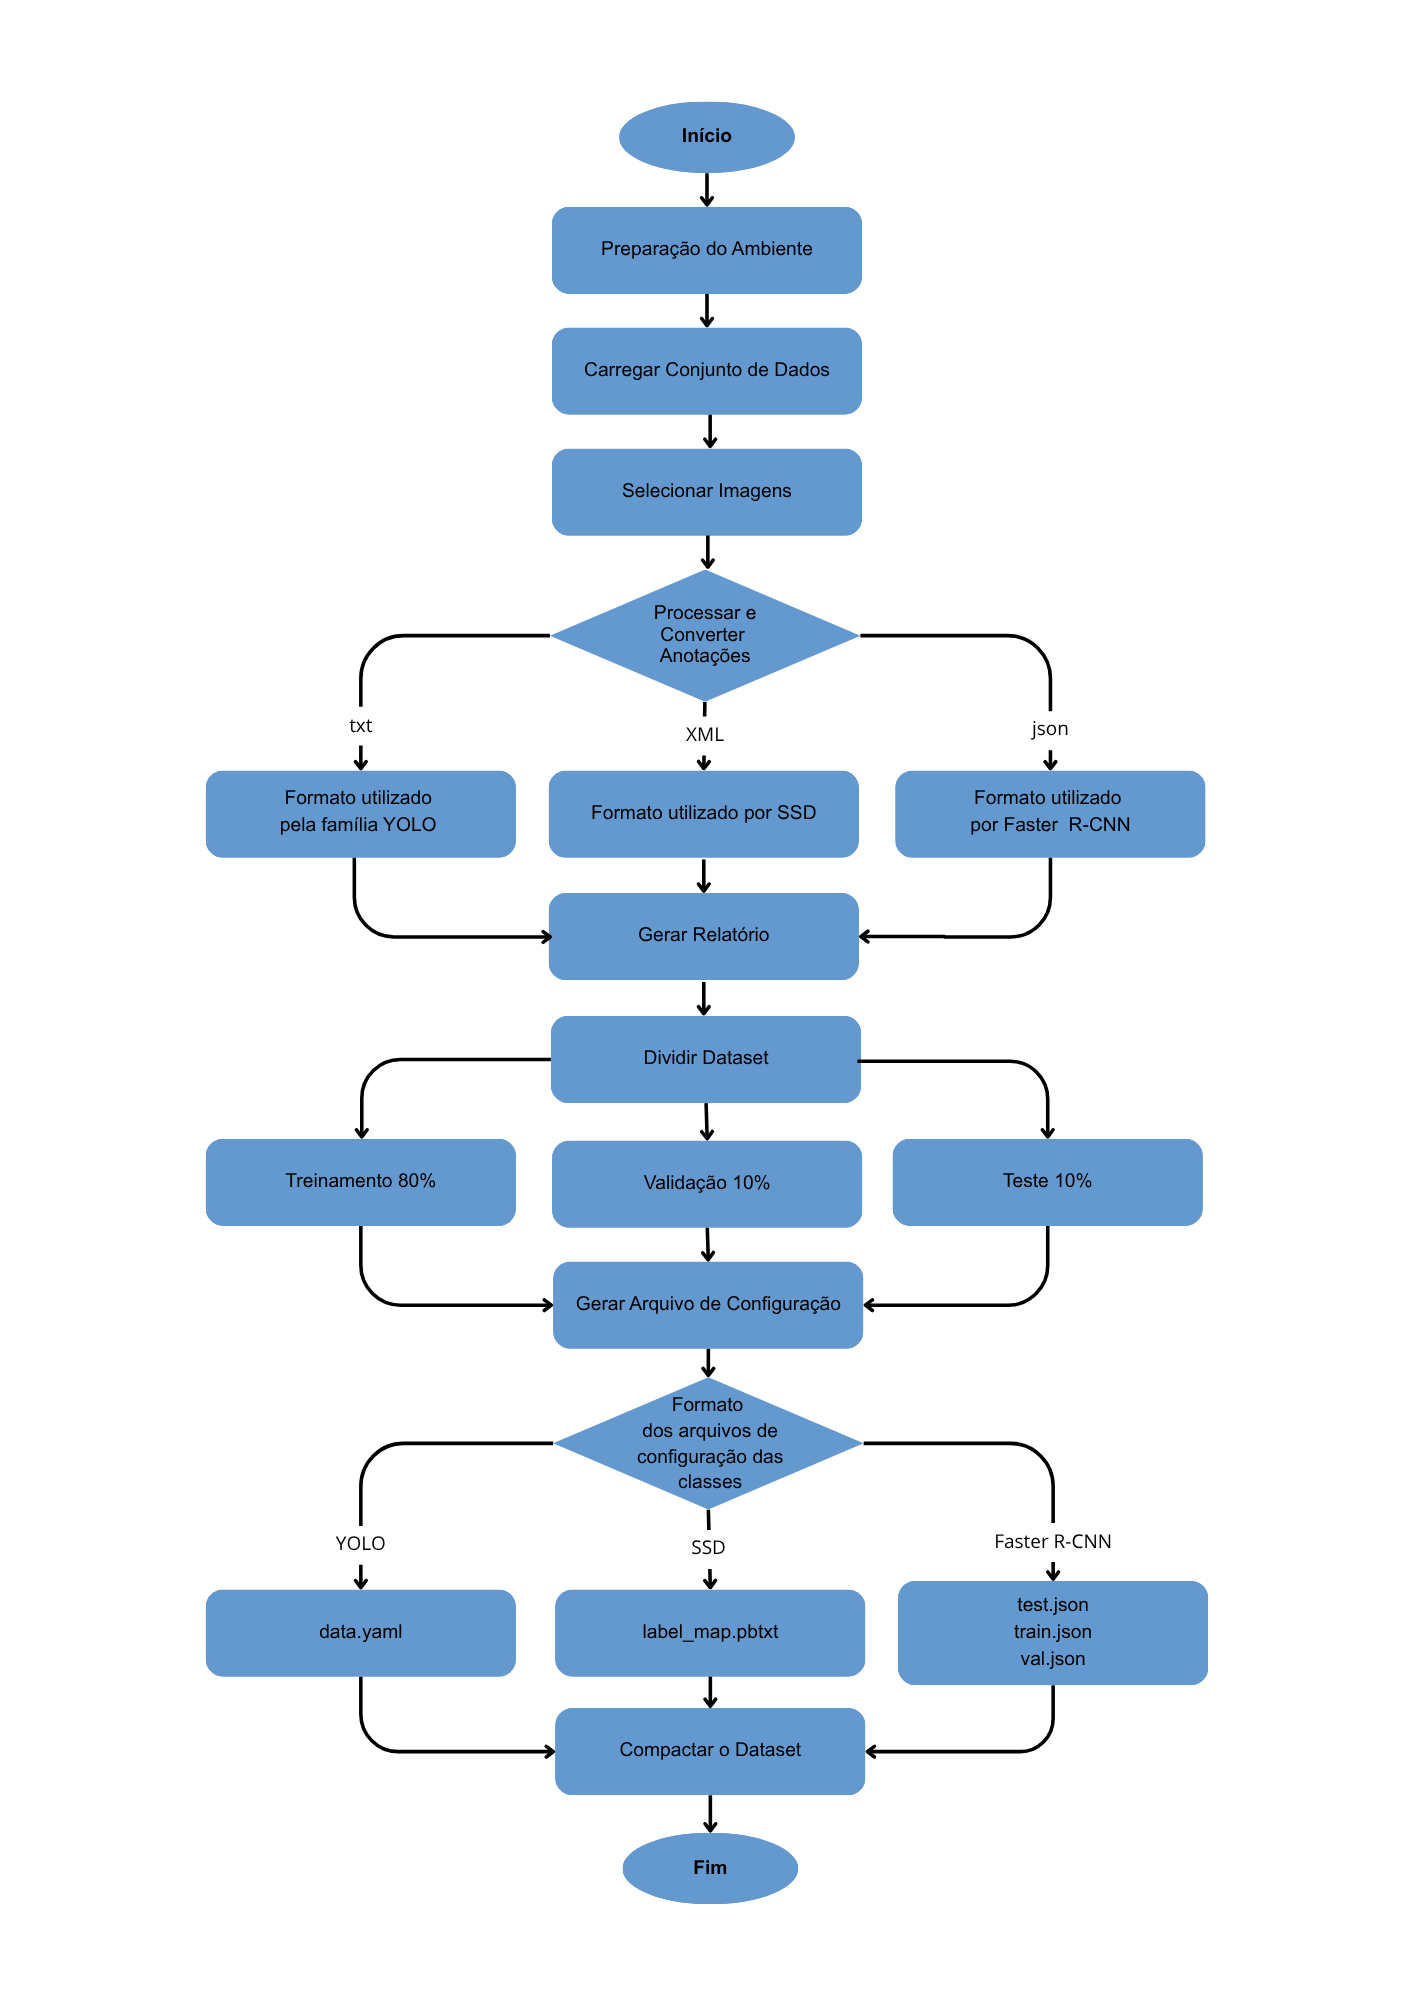 Início
Preparação do Ambiente
Carregar Conjunto de Dados
Selecionar Imagens
Processar e
Converter
Anotações
txt
XML
json
Formato utilizado
pela família YOLO
Formato utilizado por SSD
Formato utilizado
por Faster R-CNN
Gerar Relatório
Dividir Dataset
Treinamento 80%
Validação 10%
Teste 10%
Gerar Arquivo de Configuração
Formato
dos arquivos de
configuração das
classes
YOLO
SSD
Faster R-CNN
data.yaml
label_map.pbtxt
test.json
train.json
val.json
Compactar o Dataset
Fim